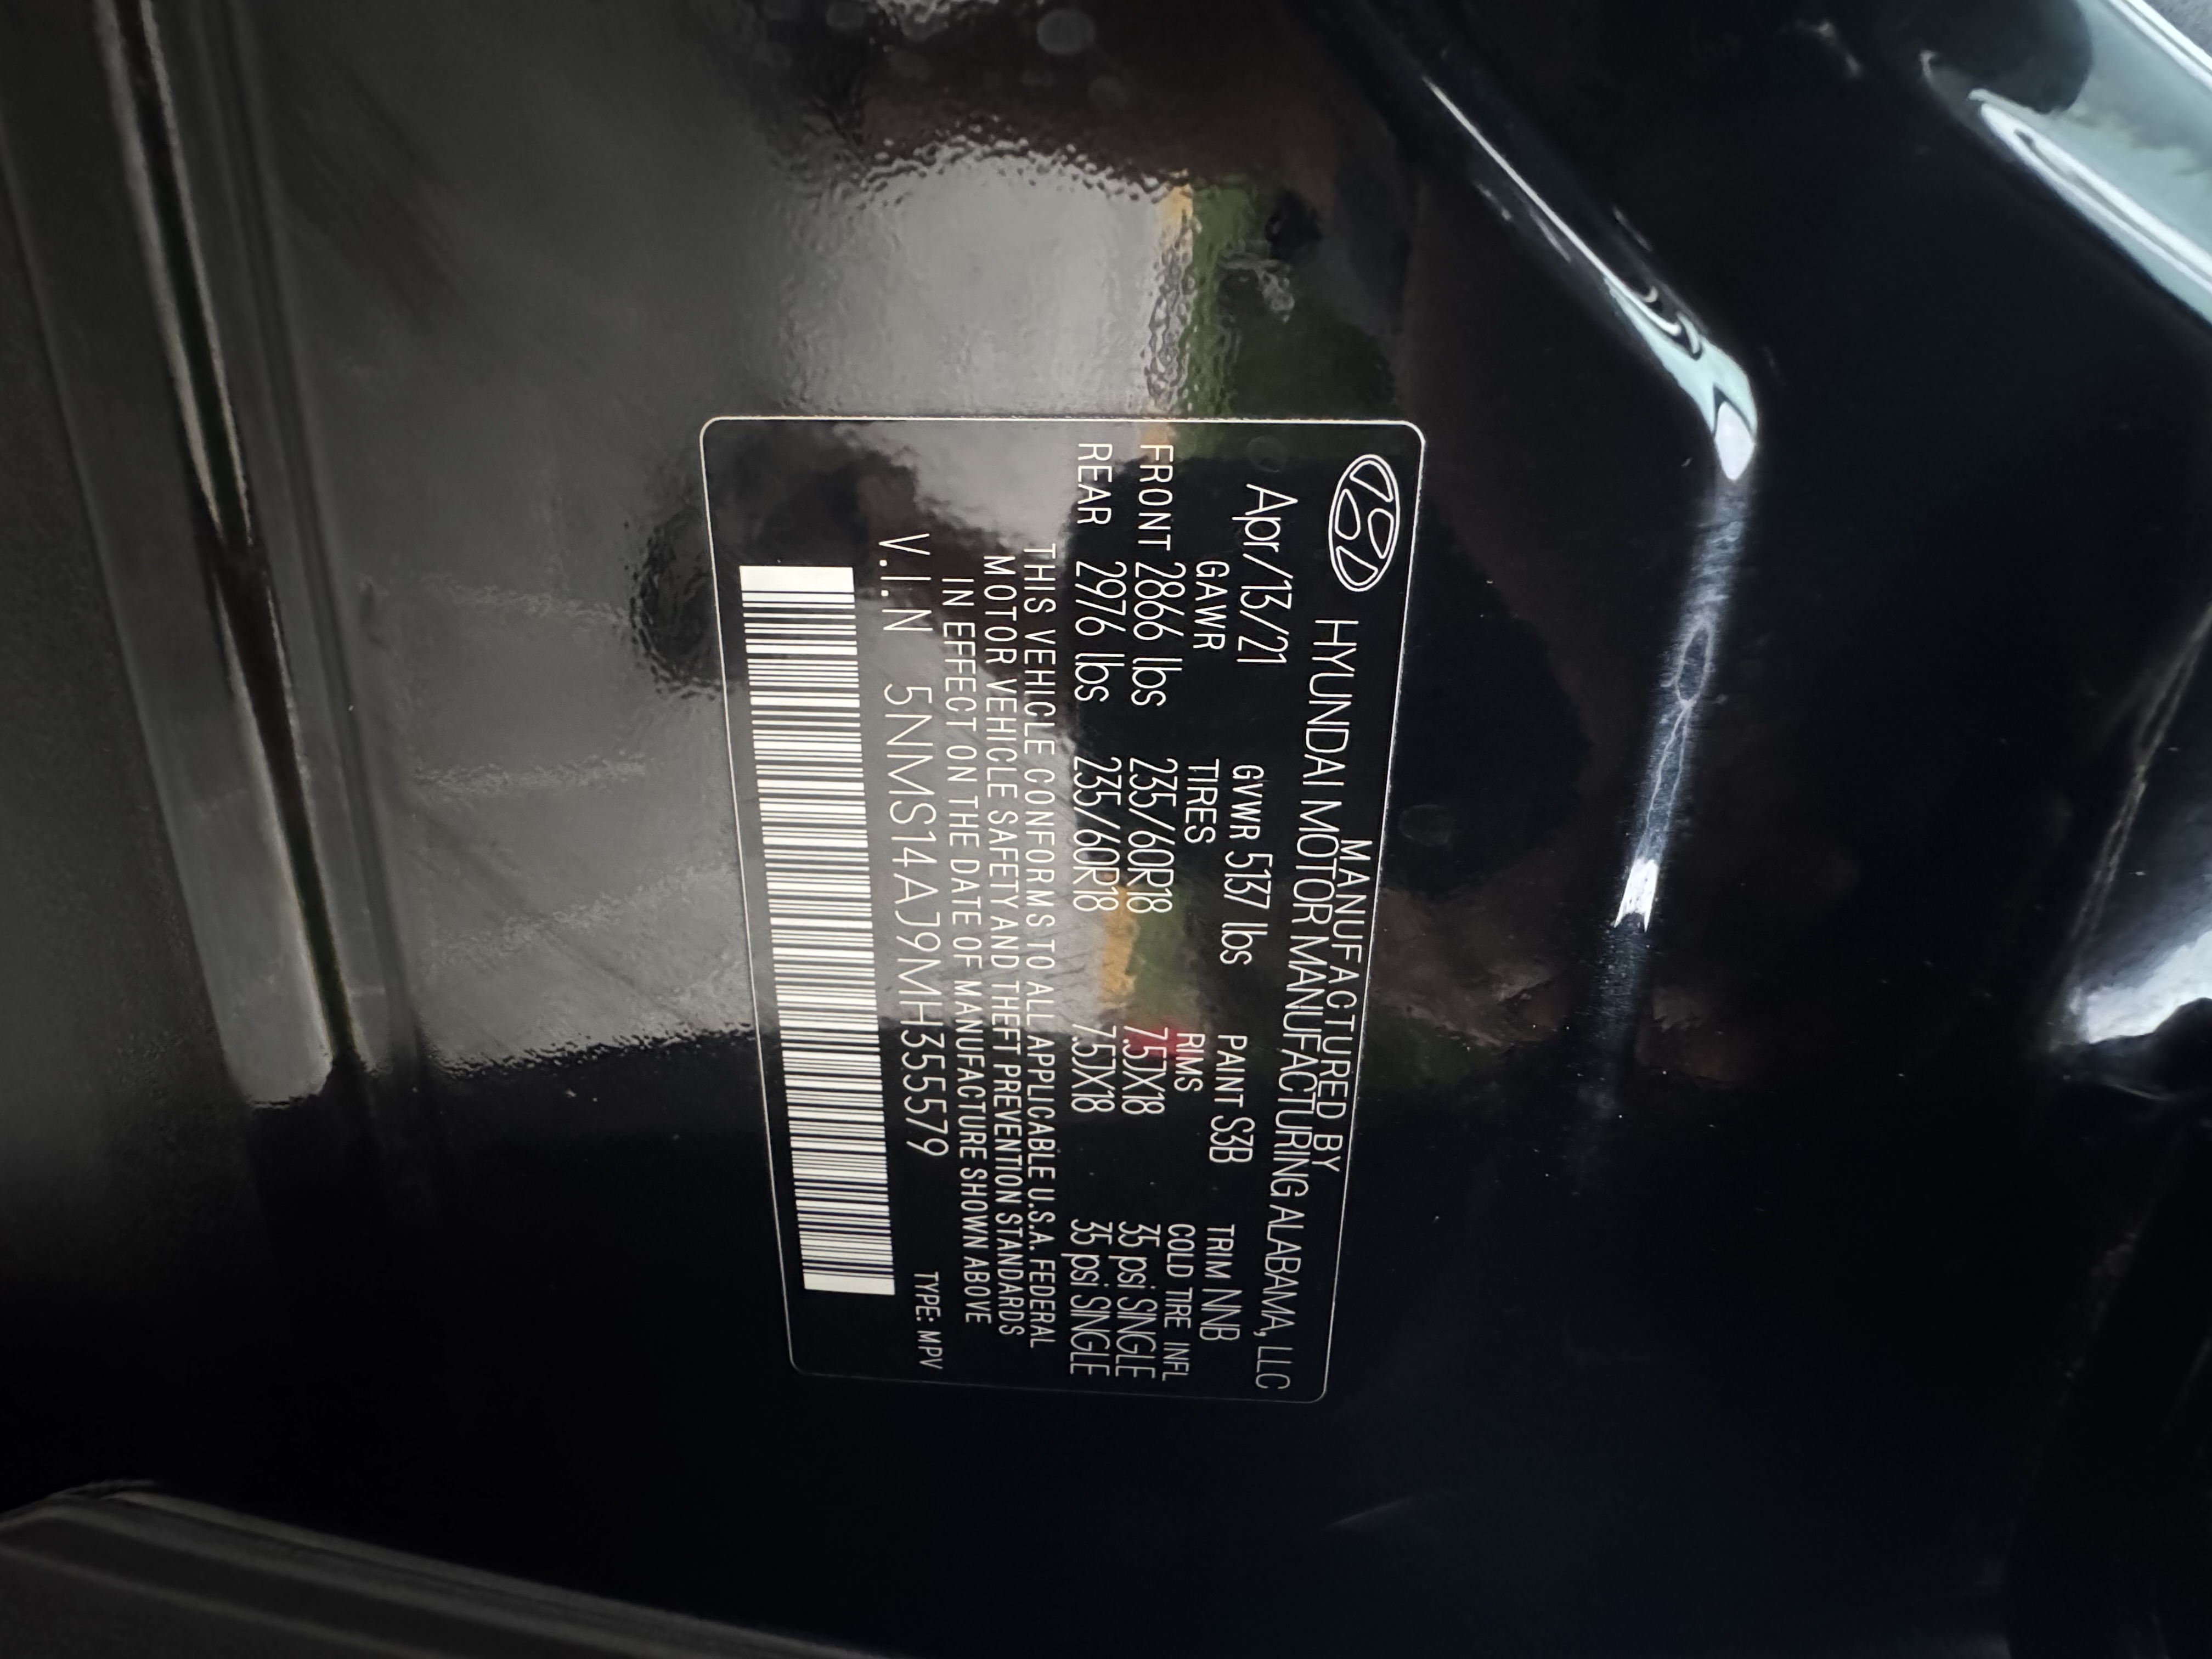 MANUFACTURED BY
HYUNDAI MOTOR MANUFACTURING ALABAMA, LLC
Apr/13/21 GVWR 5137 lbs PAINT S3B TRIM NNB
GAWR TIRES RIMS COLD TIRE INFL
FRONT 2866 lbs 235/60R18 7.5JX18 35 psi SINGLE
REAR 2976 lbs 235/60R18 7.5JX18 35 psi SINGLE
THIS VEHICLE CONFORMS TO ALL APPLICABLE U.S.A. FEDERAL
MOTOR VEHICLE SAFETY AND THEFT PREVENTION STANDARDS
IN EFFECT ON THE DATE OF MANUFACTURE SHOWN ABOVE
V.I.N 5NMS14AJ9MH355579 TYPE: MPV